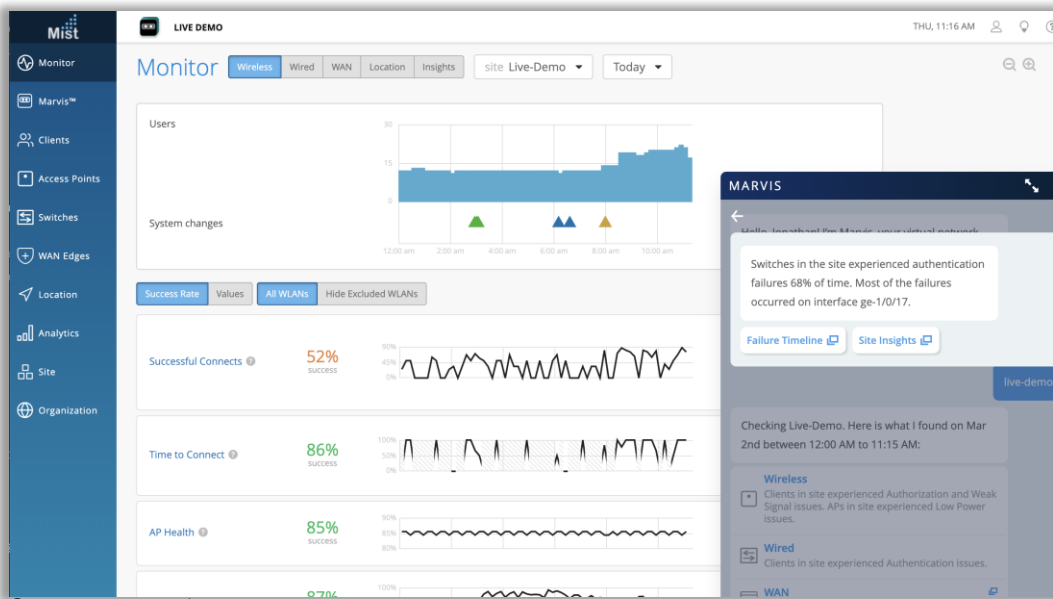 Mist
LIVE DEMO
THU, 11:16 AM
Monitor
Marvis™
Clients
Access Points
Switches
WAN Edges
Location
Analytics
Site
Organization
Monitor
Wireless Wired WAN Location Insights
site Live-Demo
Today
Users
30
15
0
System changes
12:00 am 2:00 am 4:00 am 6:00 am 8:00 am 10:00 am
Success Rate Values All WLANs Hide Excluded WLANs
Successful Connects ?
52%
success
90%
45%
0%
Time to Connect ?
86%
success
100%
50%
0%
AP Health ?
85%
success
90%
85%
80%
87%
100%
MARVIS
Hello, Jonathan! I'm Marvis, your virtual network
Switches in the site experienced authentication
failures 68% of time. Most of the failures
occurred on interface ge-1/0/17.
Failure Timeline Site Insights
live-demo
Checking Live-Demo. Here is what I found on Mar
2nd between 12:00 AM to 11:15 AM:
Wireless
Clients in site experienced Authorization and Weak
Signal issues. APs in site experienced Low Power
issues.
Wired
Clients in site experienced Authentication issues.
WAN